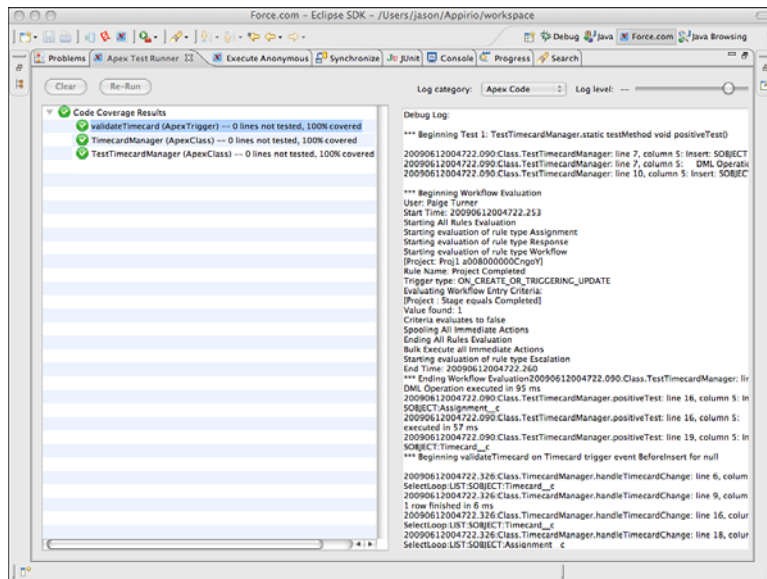 Force.com - Eclipse SDK - /Users/jason/Appirio/workspace
Debug Java Force.com Java Browsing
Problems Apex Test Runner Execute Anonymous Synchronize JUnit Console Progress Search
Clear Re-Run Log category: Apex Code Log level: --
Code Coverage Results
validateTimecard (ApexTrigger) -- 0 lines not tested, 100% covered
TimecardManager (ApexClass) -- 0 lines not tested, 100% covered
TestTimecardManager (ApexClass) -- 0 lines not tested, 100% covered
Debug Log:
*** Beginning Test 1: TestTimecardManager.static testMethod void positiveTest()
20090612004722.090:Class.TestTimecardManager: line 7, column 5: Insert: SOBJECT
20090612004722.090:Class.TestTimecardManager: line 7, column 5: DML Operatic
20090612004722.090:Class.TestTimecardManager: line 10, column 5: Insert: SOBJEC
*** Beginning Workflow Evaluation
User: Paige Turner
Start Time: 20090612004722.253
Starting All Rules Evaluation
Starting evaluation of rule type Assignment
Starting evaluation of rule type Response
Starting evaluation of rule type Workflow
[Project: Proj1 a008000000CngoY]
Rule Name: Project Completed
Trigger type: ON_CREATE_OR_TRIGGERING_UPDATE
Evaluating Workflow Entry Criteria:
[Project : Stage equals Completed]
Value found: 1
Criteria evaluates to false
Spooling All Immediate Actions
Ending All Rules Evaluation
Bulk Execute all Immediate Actions
Starting evaluation of rule type Escalation
End Time: 20090612004722.260
*** Ending Workflow Evaluation20090612004722.090:Class.TestTimecardManager: lin
DML Operation executed in 95 ms
20090612004722.090:Class.TestTimecardManager.positiveTest: line 16, column 5: In
SOBJECT:Assignment__c
20090612004722.090:Class.TestTimecardManager.positiveTest: line 16, column 5:
executed in 57 ms
20090612004722.090:Class.TestTimecardManager.positiveTest: line 19, column 5: In
SOBJECT:Timecard__c
*** Beginning validateTimecard on Timecard trigger event BeforeInsert for null
20090612004722.326:Class.TimecardManager.handleTimecardChange: line 6, colum
SelectLoop:LIST:SOBJECT:Timecard__c
20090612004722.326:Class.TimecardManager.handleTimecardChange: line 9, colum
1 row finished in 6 ms
20090612004722.326:Class.TimecardManager.handleTimecardChange: line 16, colur
SelectLoop:LIST:SOBJECT:Timecard__c
20090612004722.326:Class.TimecardManager.handleTimecardChange: line 18, colur
SelectLoop:LIST:SOBJECT:Assignment__c